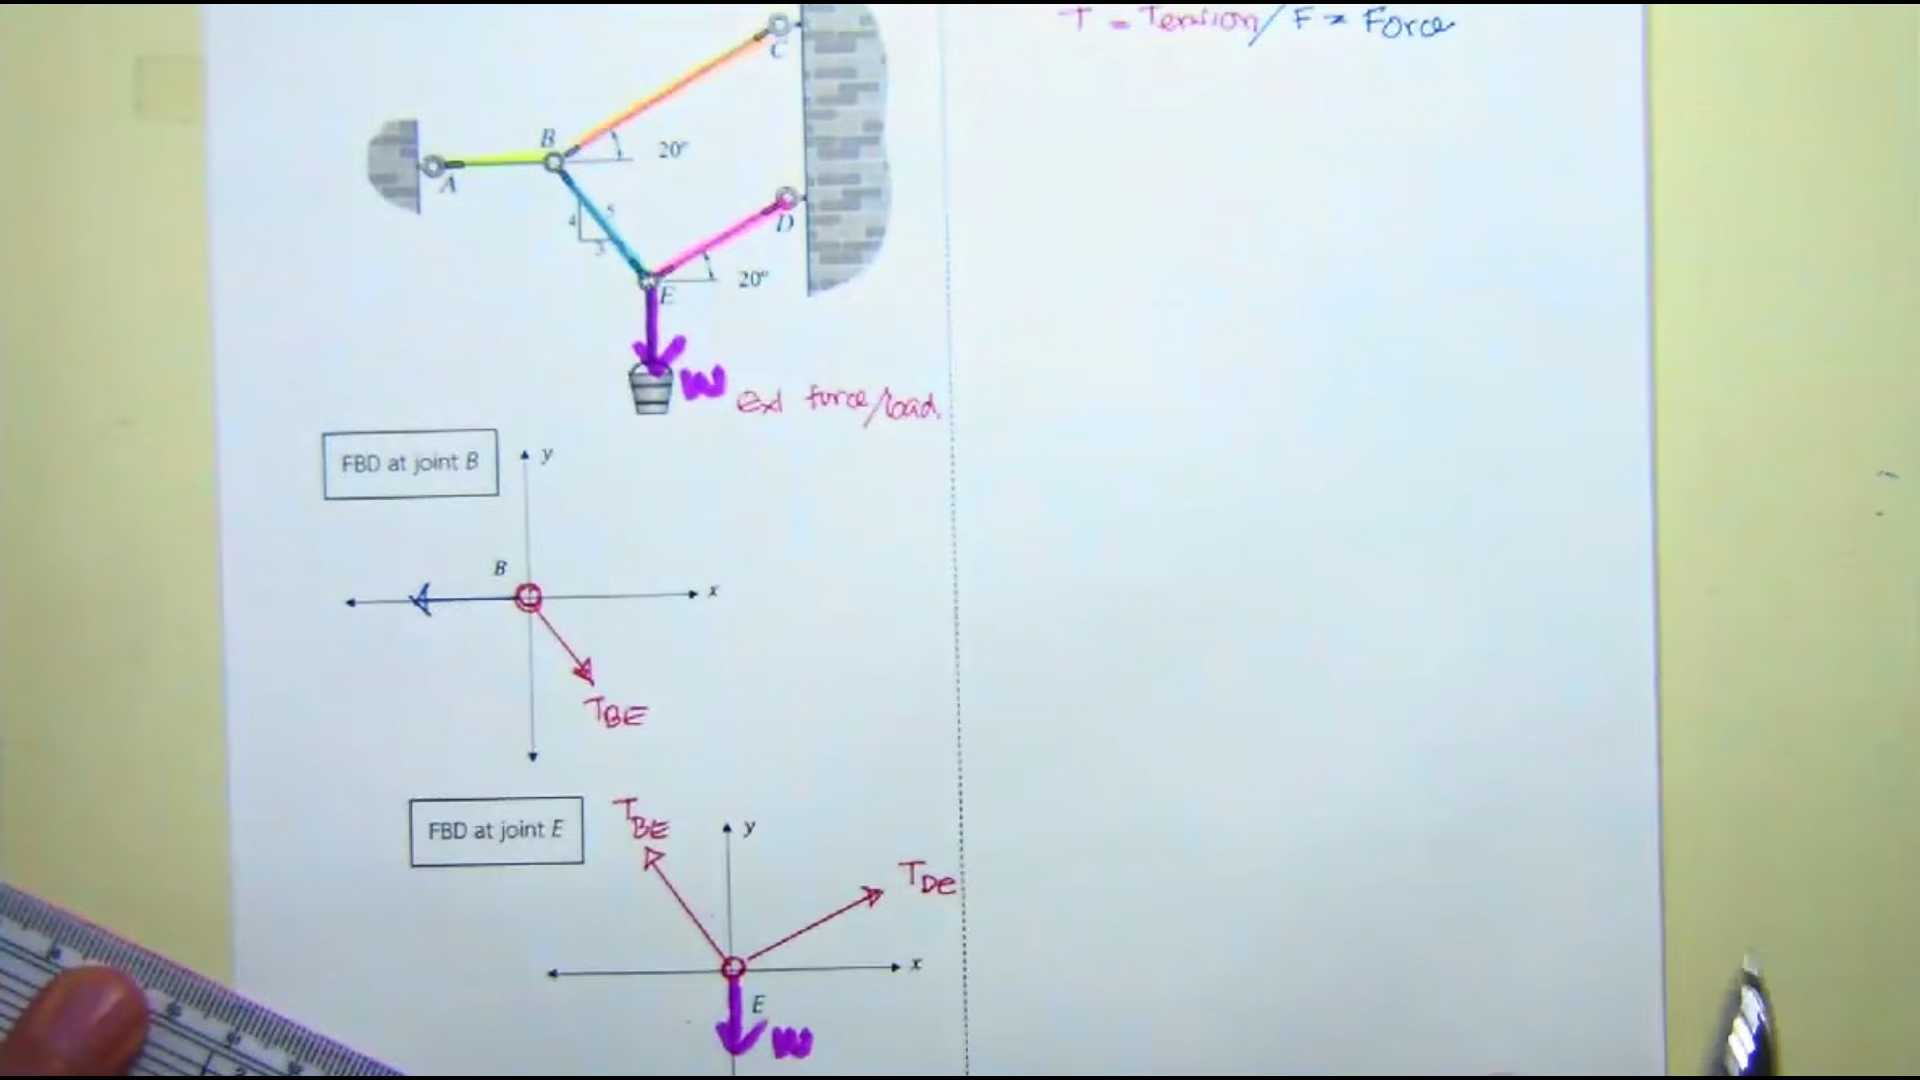 T = Tension/F = Force
C
B
20°
A
D
4
5
3
20°
E
W
ext force/load.
FBD at joint B
y
B
x
TBE
FBD at joint E
TBE
y
TDE
x
E
W